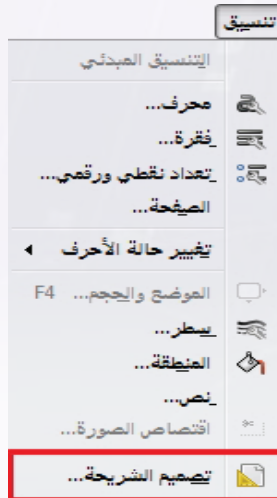 تنسيق
التنسيق المبدئي
محرف...
فقرة...
تعداد نقطي ورقمي...
الصفحة...
تغيير حالة الأحرف
الموضع والحجم... F4
سطر...
المنطقة...
نص...
اقتصاص الصورة...
تصميم الشريحة...